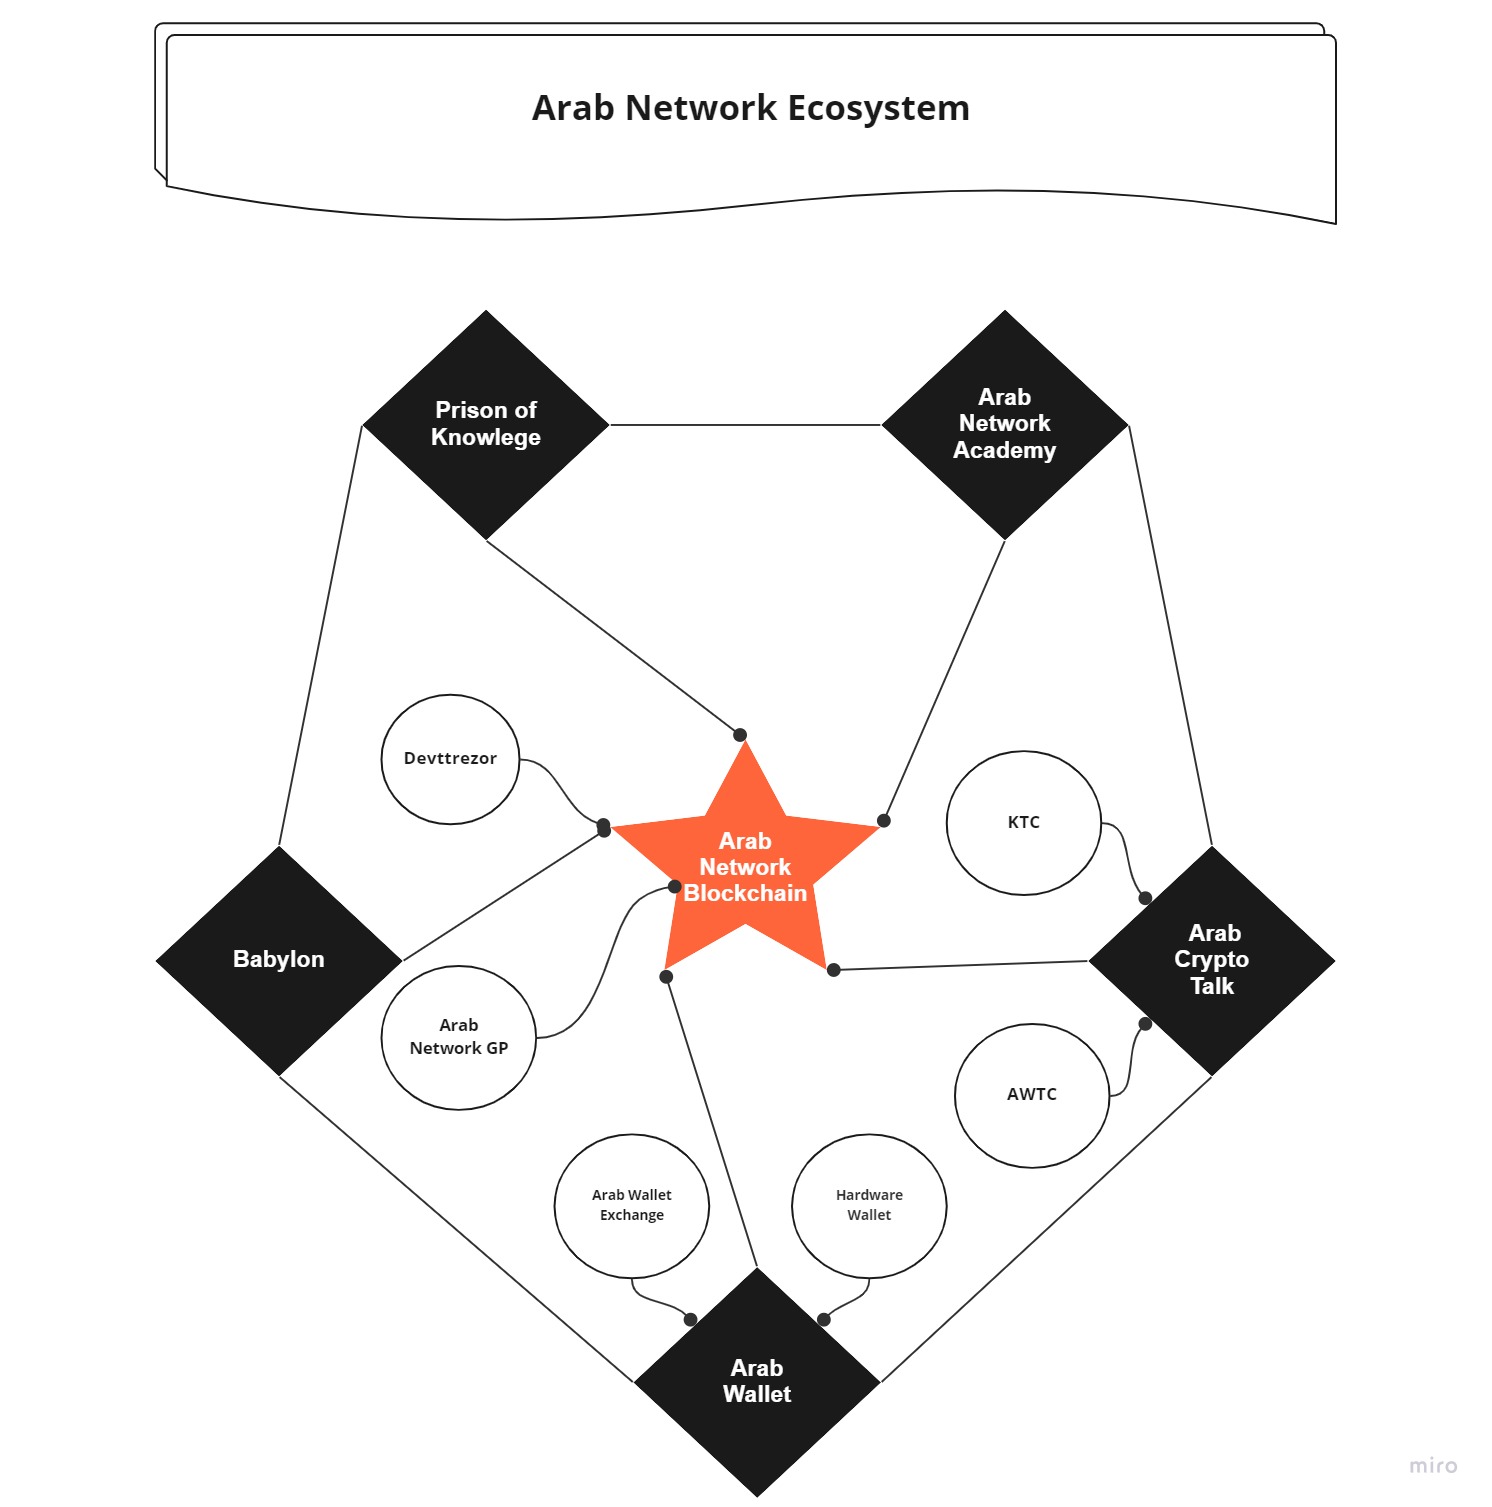 Arab Network Ecosystem
Prison of
Knowlege
Arab
Network
Academy
Devttrezor
KTC
Arab
Network
Blockchain
Babylon
Arab
Crypto
Talk
Arab
Network GP
AWTC
Arab Wallet
Exchange
Hardware
Wallet
Arab
Wallet
miro